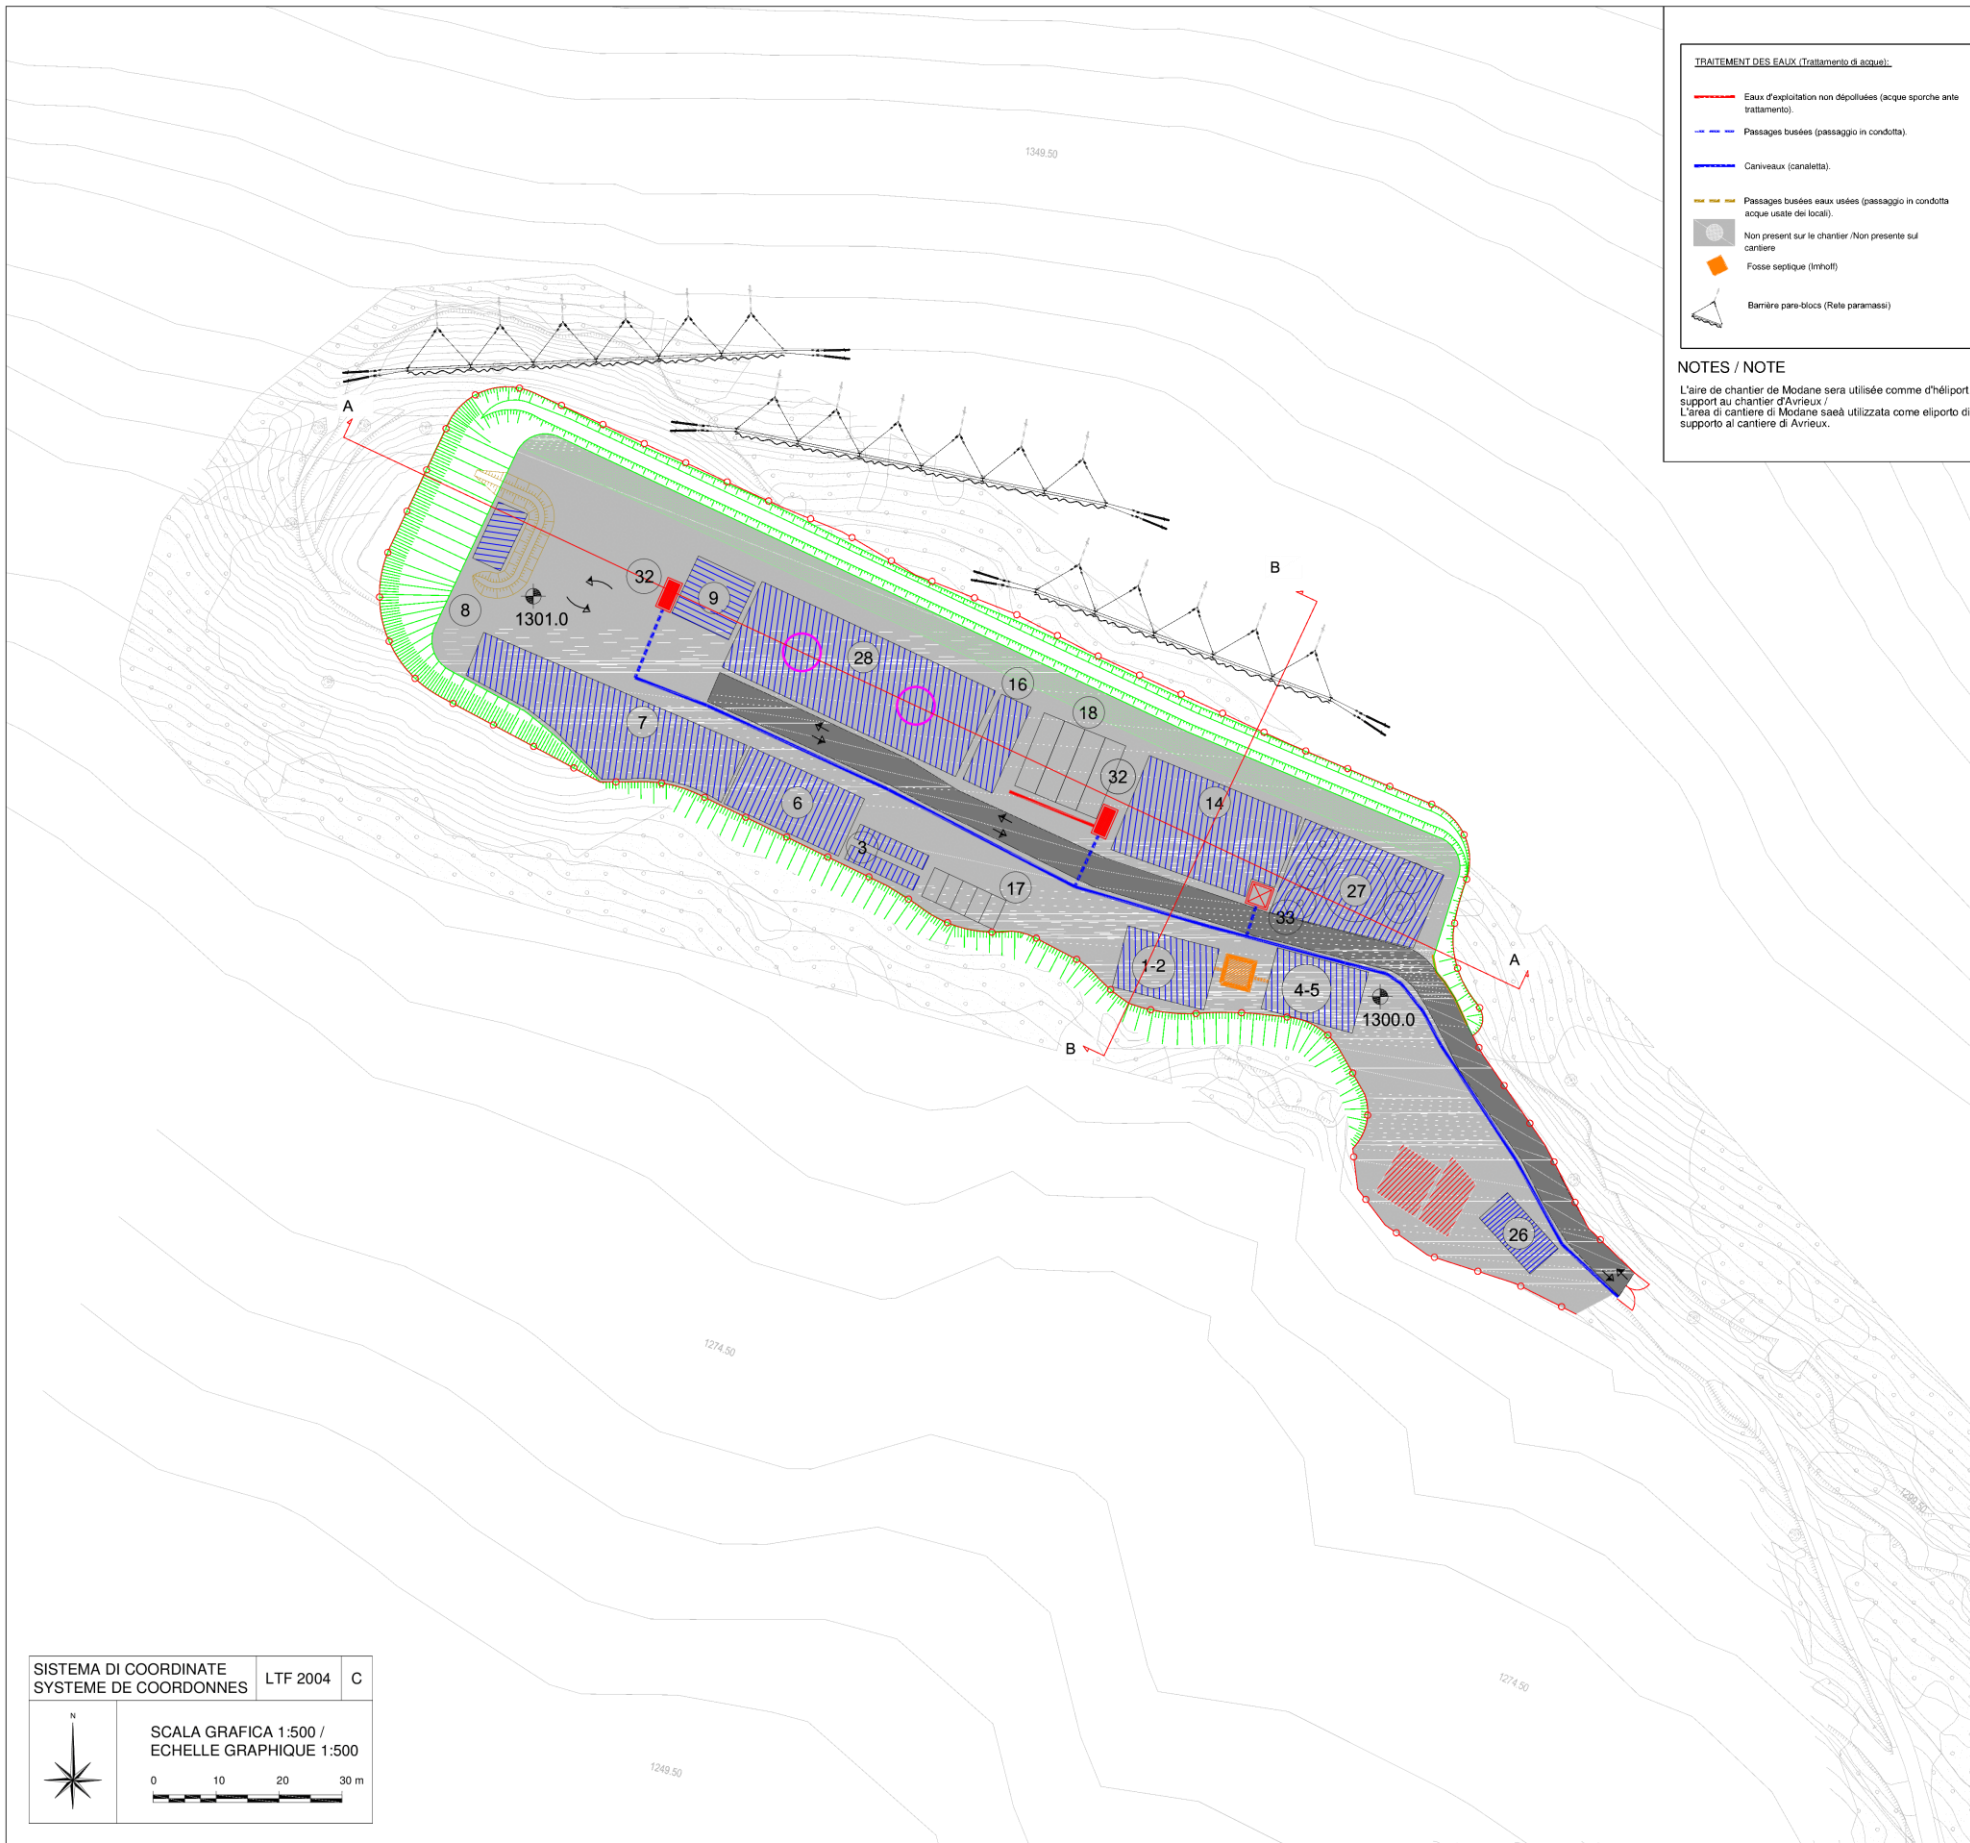 TRAITEMENT DES EAUX (Trattamento di acque):
Eaux d'exploitation non dépolluées (acque sporche ante
trattamento).
Passages busées (passaggio in condotta).
Caniveaux (canaletta).
Passages busées eaux usées (passaggio in condotta
acque usate dei locali).
Non present sur le chantier /Non presente sul
cantiere
Fosse septique (Imhoff)
Barrière pare-blocs (Rete paramassi)
NOTES / NOTE
L'aire de chantier de Modane sera utilisée comme d'héliport
support au chantier d'Avrieux /
L'area di cantiere di Modane saeà utilizzata come eliporto di
supporto al cantiere di Avrieux.
1349.50
A
B
32
9
8
1301.0
28
16
18
7
32
6
14
3
17
27
33
1-2
4-5
A
1300.0
B
26
1274.50
1299.50
1274.50
1249.50
SISTEMA DI COORDINATE
SYSTEME DE COORDONNES
LTF 2004
C
N
SCALA GRAFICA 1:500 /
ECHELLE GRAPHIQUE 1:500
0 10 20 30 m